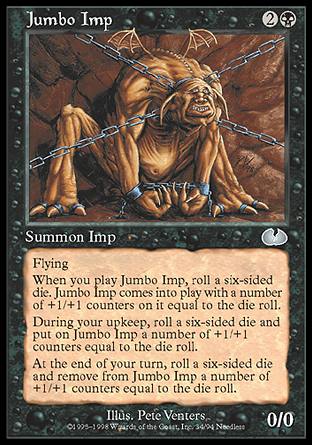 Jumbo Imp 2
Summon Imp
Flying
When you play Jumbo Imp, roll a six-sided
die. Jumbo Imp comes into play with a number
of +1/+1 counters on it equal to the die roll.
During your upkeep, roll a six-sided die and
put on Jumbo Imp a number of +1/+1
counters equal to the die roll.
At the end of your turn, roll a six-sided die
and remove from Jumbo Imp a number of
+1/+1 counters equal to the die roll.
Illus. Pete Venters
©1995-1998 Wizards of the Coast, Inc. 34/94 Needless
0/0